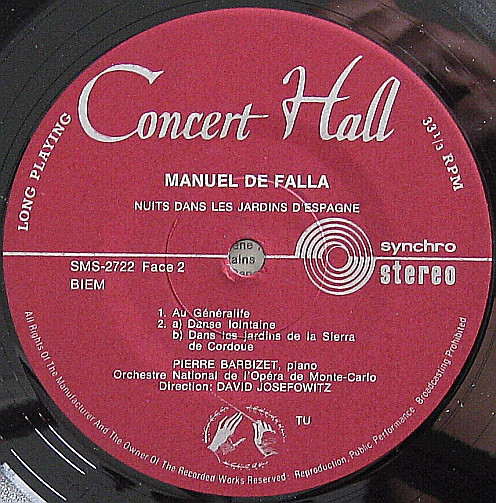 Concert Hall
LONG PLAYING
33 1/3 RPM
MANUEL DE FALLA
NUITS DANS LES JARDINS D'ESPAGNE
synchro
stereo
SMS-2722 Face 2
BIEM
1. Au Généralife
2. a) Danse lointaine
b) Dans les jardins de la Sierra
de Cordoue
PIERRE BARBIZET, piano
Orchestre National de l'Opéra de Monte-Carlo
Direction: DAVID JOSEFOWITZ
TU
All Rights Of The Manufacturer And Of The Owner Of The Recorded Works Reserved - Reproduction, Public Performance, Broadcasting Prohibited